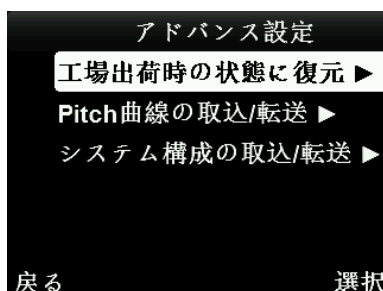 アドバンス設定
工場出荷時の状態に復元 ▶
Pitch曲線の取込/転送 ▶
システム構成の取込/転送 ▶
戻る 選択